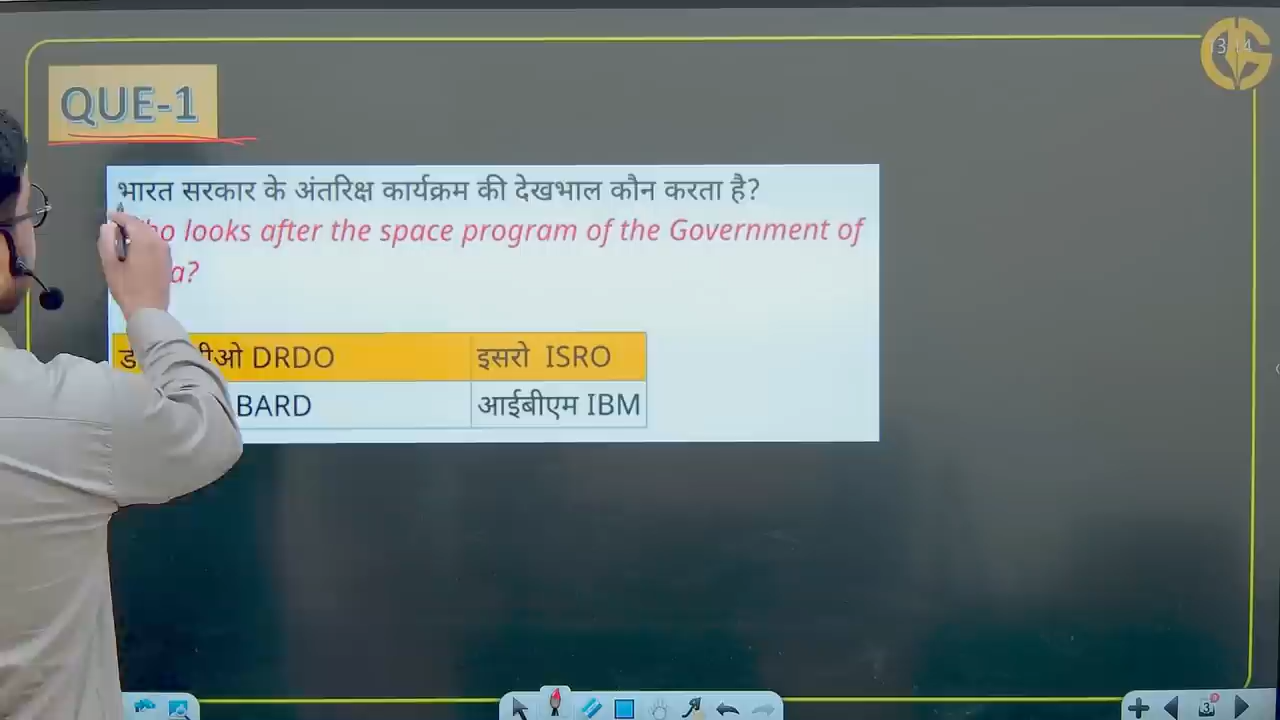 QUE-1
भारत सरकार के अंतरिक्ष कार्यक्रम की देखभाल कौन करता है?
looks after the space program of the Government of
DRDO इसरो ISRO
आईबीएम IBM
3